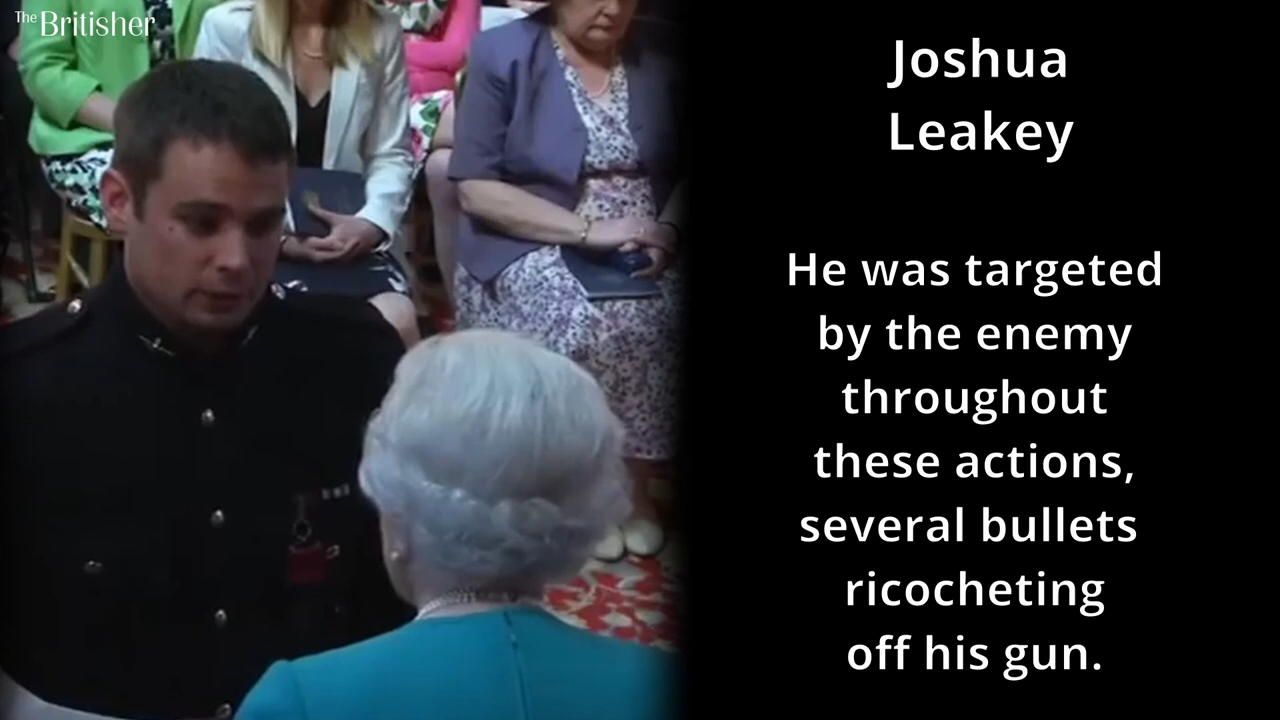 The Britisher
Joshua
Leakey
He was targeted
by the enemy
throughout
these actions,
several bullets
ricocheting
off his gun.